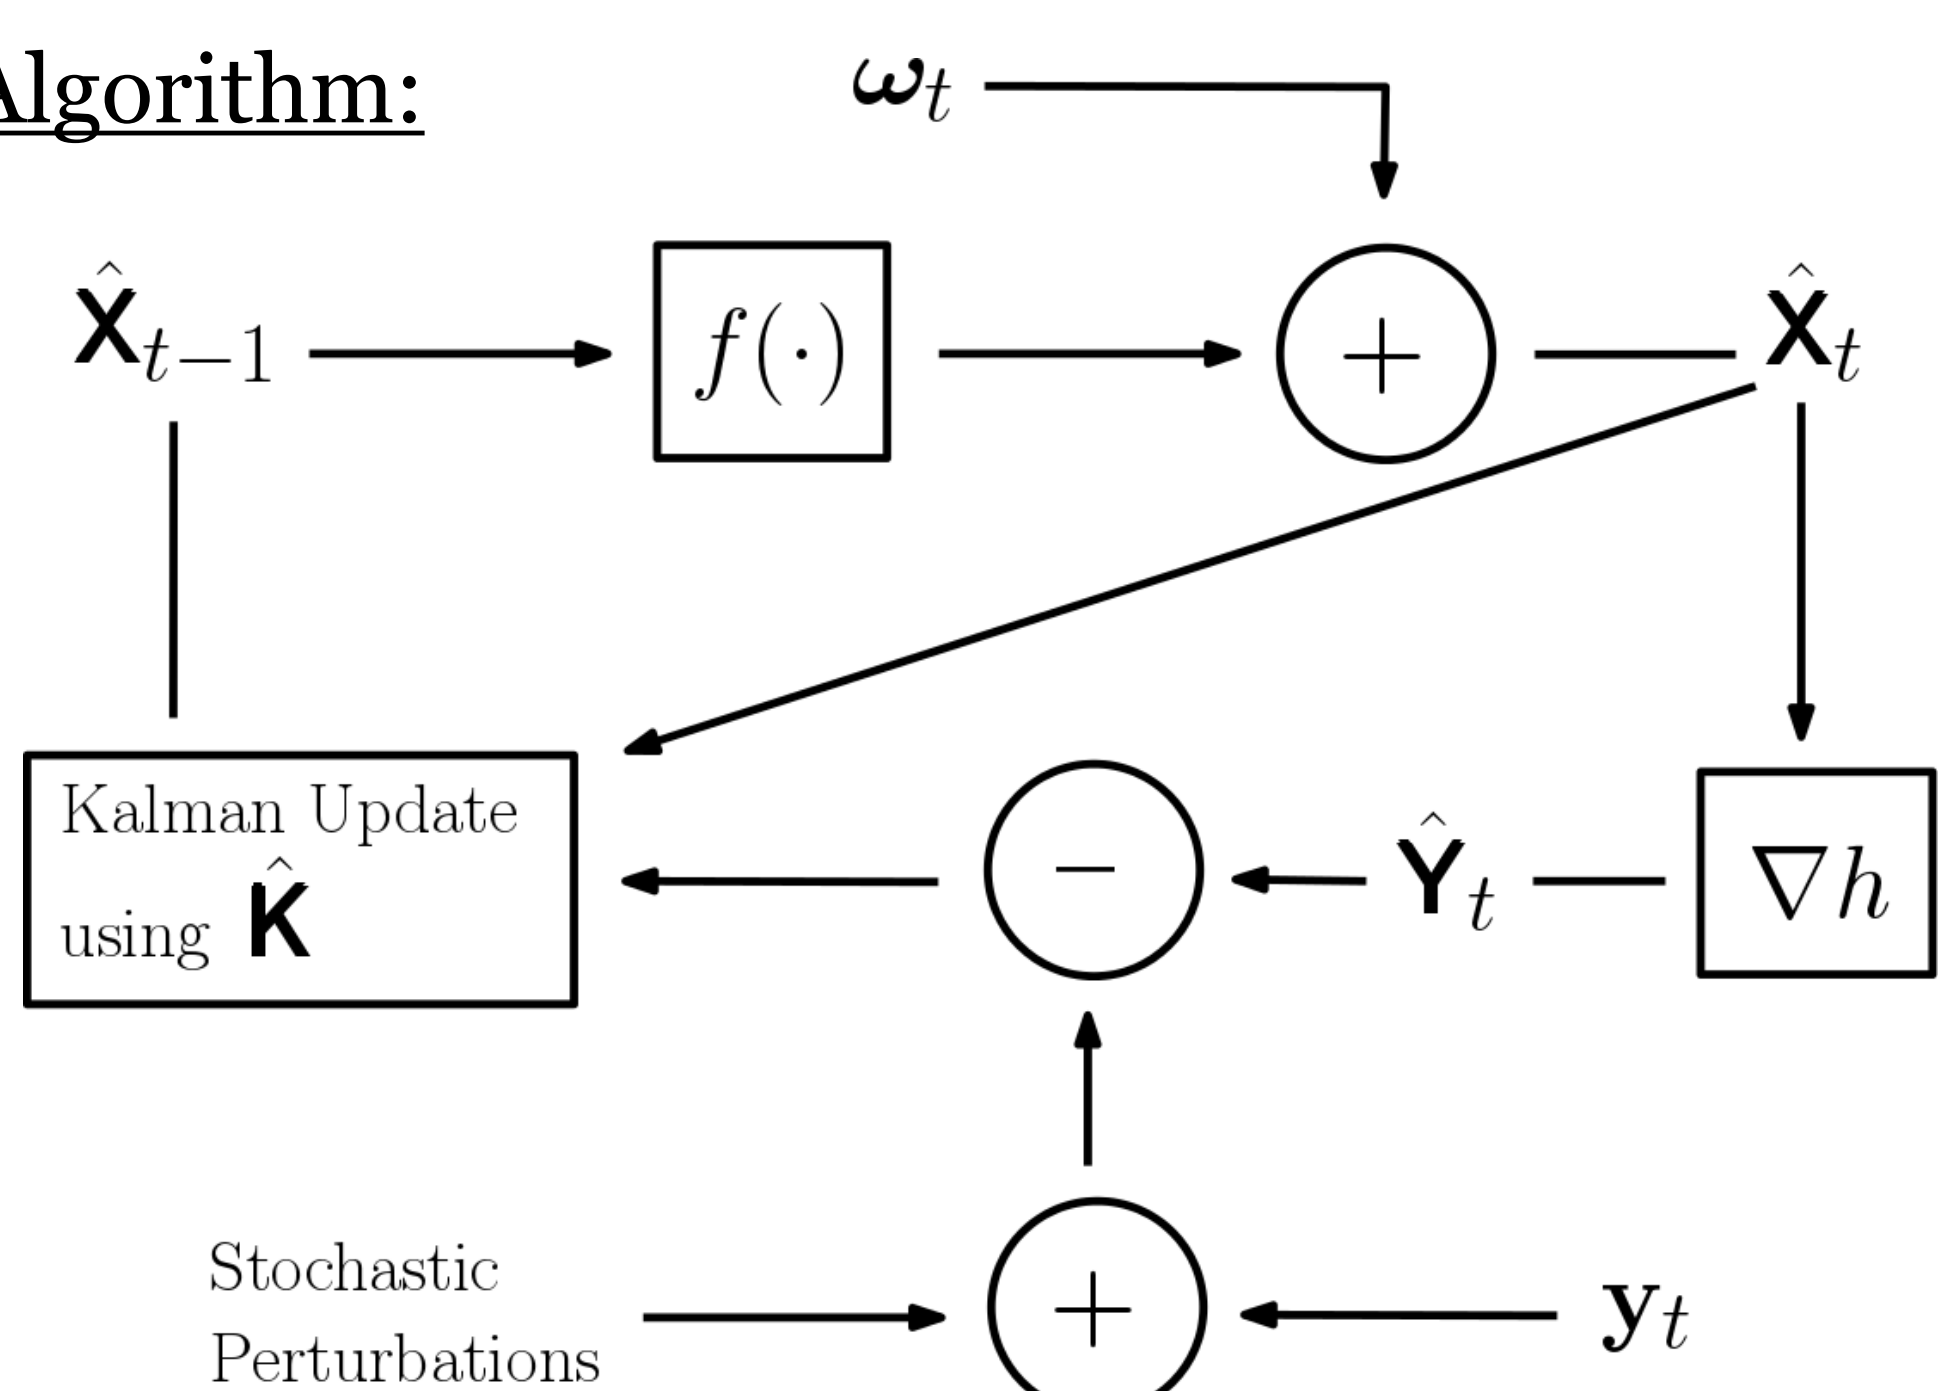 Algorithm:
ω_t
X̂_{t−1}
f(·)
+
X̂_t
Kalman Update
using K̂
−
Ŷ_t
∇h
Stochastic
Perturbations
+
y_t